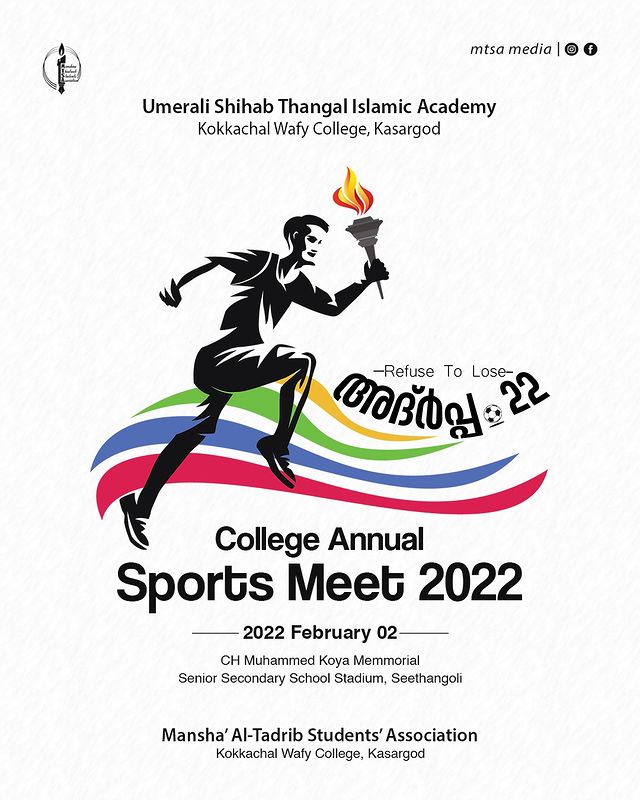 mtsa media |
Umerali Shihab Thangal Islamic Academy
Kokkachal Wafy College, Kasargod
Refuse To Lose
അദ്ർപ്പ 22
College Annual
Sports Meet 2022
2022 February 02
CH Muhammed Koya Memmorial
Senior Secondary School Stadium, Seethangoli
Mansha’ Al-Tadrib Students’ Association
Kokkachal Wafy College, Kasargod